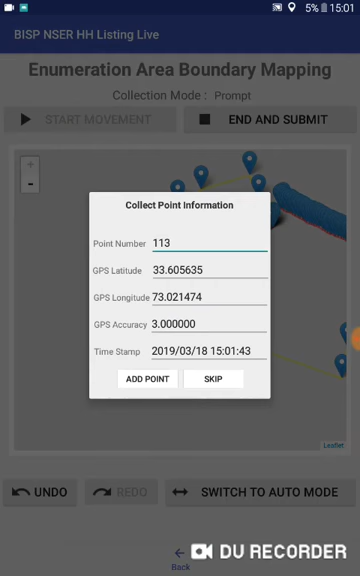 5% 15:01
BISP NSER HH Listing Live
Enumeration Area Boundary Mapping
Collection Mode : Prompt
START MOVEMENT
END AND SUBMIT
+
-
Collect Point Information
Point Number 113
GPS Latitude 33.605635
GPS Longitude 73.021474
GPS Accuracy 3.000000
Time Stamp 2019/03/18 15:01:43
ADD POINT
SKIP
Leaflet
UNDO
REDO
SWITCH TO AUTO MODE
Back
DU RECORDER